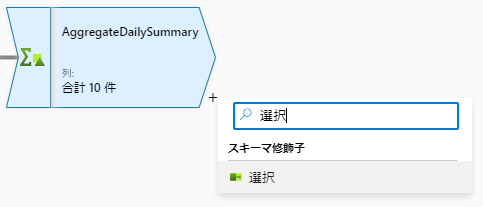 AggregateDailySummary
列:
合計 10 件
+
選択
スキーマ修飾子
選択